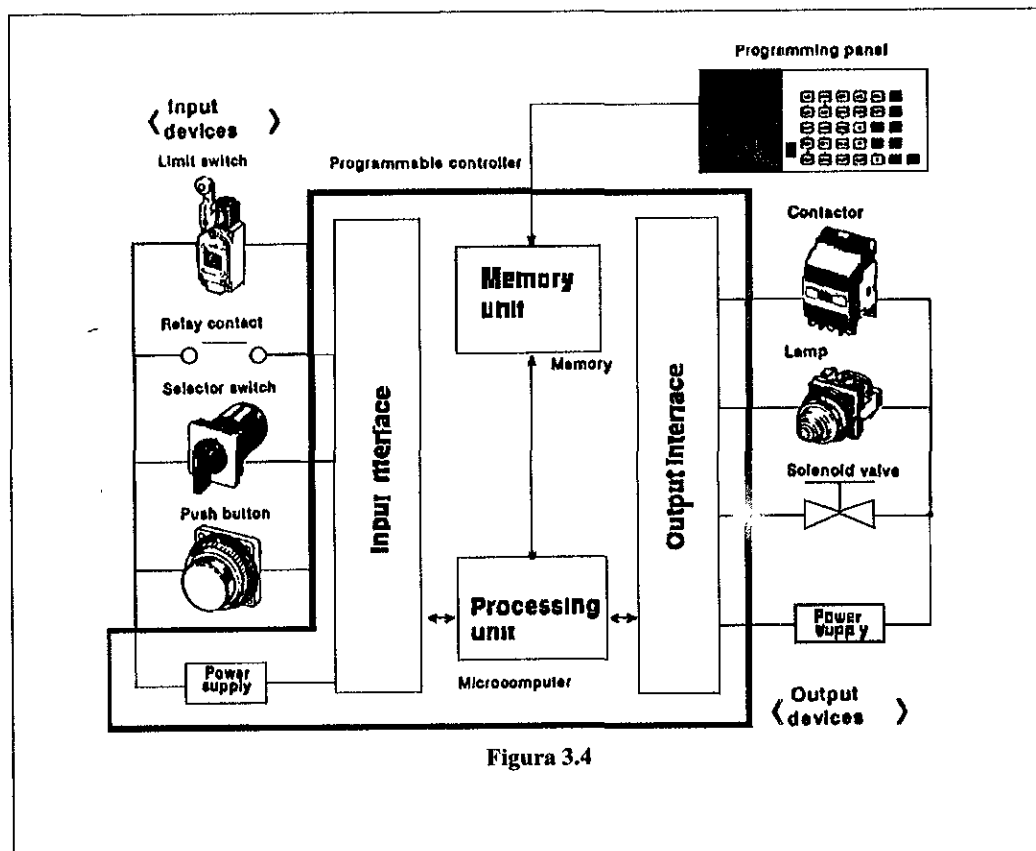 Programming panel
〈 Input 〉
devices
Limit switch
Programmable controller
Contactor
Memory
unit
Relay contact
Memory
Lamp
Selector switch
Input nterface
Output Interface
Solenoid valve
Push button
Processing
unit
Power
supply
Power
supply
Microcomputer
〈 Output 〉
devices
Figura 3.4